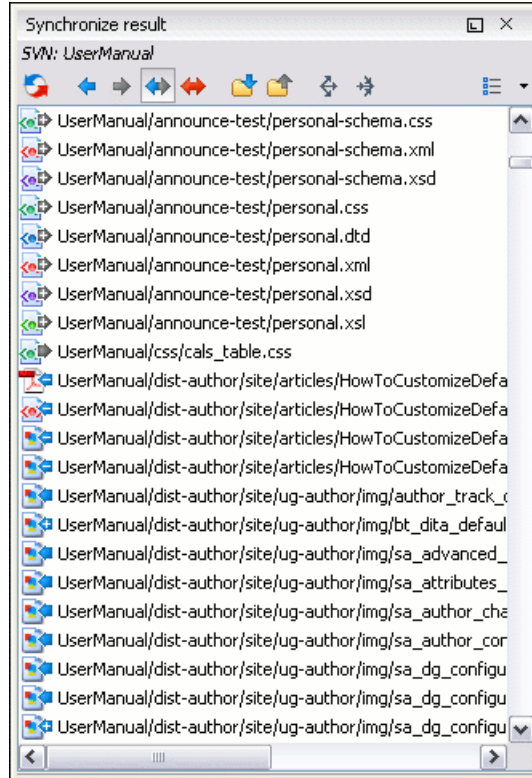 Synchronize result
SVN: UserManual
UserManual/announce-test/personal-schema.css
UserManual/announce-test/personal-schema.xml
UserManual/announce-test/personal-schema.xsd
UserManual/announce-test/personal.css
UserManual/announce-test/personal.dtd
UserManual/announce-test/personal.xml
UserManual/announce-test/personal.xsd
UserManual/announce-test/personal.xsl
UserManual/css/cals_table.css
UserManual/dist-author/site/articles/HowToCustomizeDefa
UserManual/dist-author/site/articles/HowToCustomizeDefa
UserManual/dist-author/site/articles/HowToCustomizeDefa
UserManual/dist-author/site/articles/HowToCustomizeDefa
UserManual/dist-author/site/ug-author/img/author_track_c
UserManual/dist-author/site/ug-author/img/bt_dita_defaul
UserManual/dist-author/site/ug-author/img/sa_advanced_
UserManual/dist-author/site/ug-author/img/sa_attributes_
UserManual/dist-author/site/ug-author/img/sa_author_cha
UserManual/dist-author/site/ug-author/img/sa_author_con
UserManual/dist-author/site/ug-author/img/sa_dg_configu
UserManual/dist-author/site/ug-author/img/sa_dg_configu
UserManual/dist-author/site/ug-author/img/sa_dg_configu